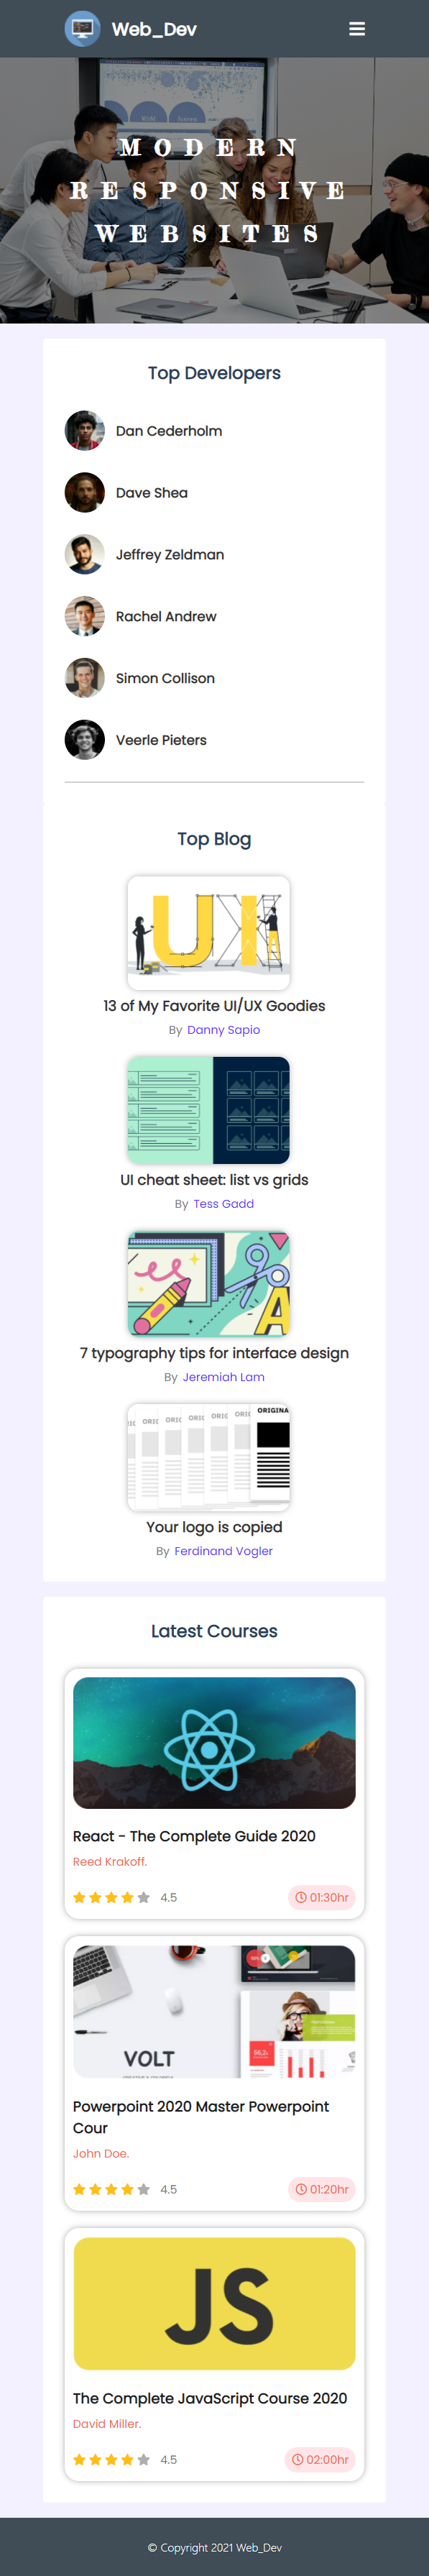 Web_Dev
MODERN
RESPONSIVE
WEBSITES
Top Developers
Dan Cederholm
Dave Shea
Jeffrey Zeldman
Rachel Andrew
Simon Collison
Veerle Pieters
Top Blog
UX
13 of My Favorite UI/UX Goodies
By Danny Sapio
UI cheat sheet: list vs grids
By Tess Gadd
A
7 typography tips for interface design
By Jeremiah Lam
ORIGINA
Your logo is copied
By Ferdinand Vogler
Latest Courses
React - The Complete Guide 2020
Reed Krakoff.
4.5 01:30hr
VOLT
Powerpoint 2020 Master Powerpoint
Cour
John Doe.
4.5 01:20hr
JS
The Complete JavaScript Course 2020
David Miller.
4.5 02:00hr
© Copyright 2021 Web_Dev